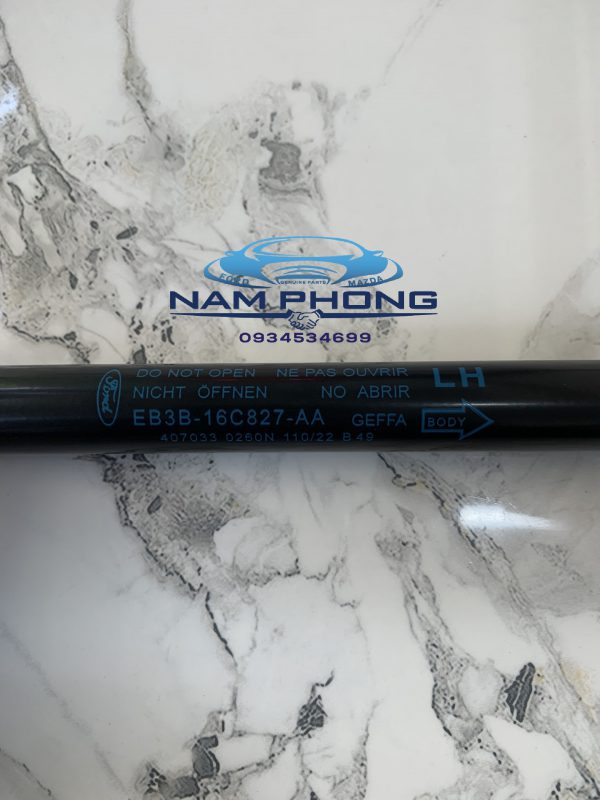 FORD GENUINE PARTS MAZDA
NAM PHONG
0934534699
DO NOT OPEN NE PAS OUVRIR LH
NICHT ÖFFNEN NO ABRIR
Ford EB3B-16C827-AA GEFFA BODY
407033 0260N 110/22 B 49